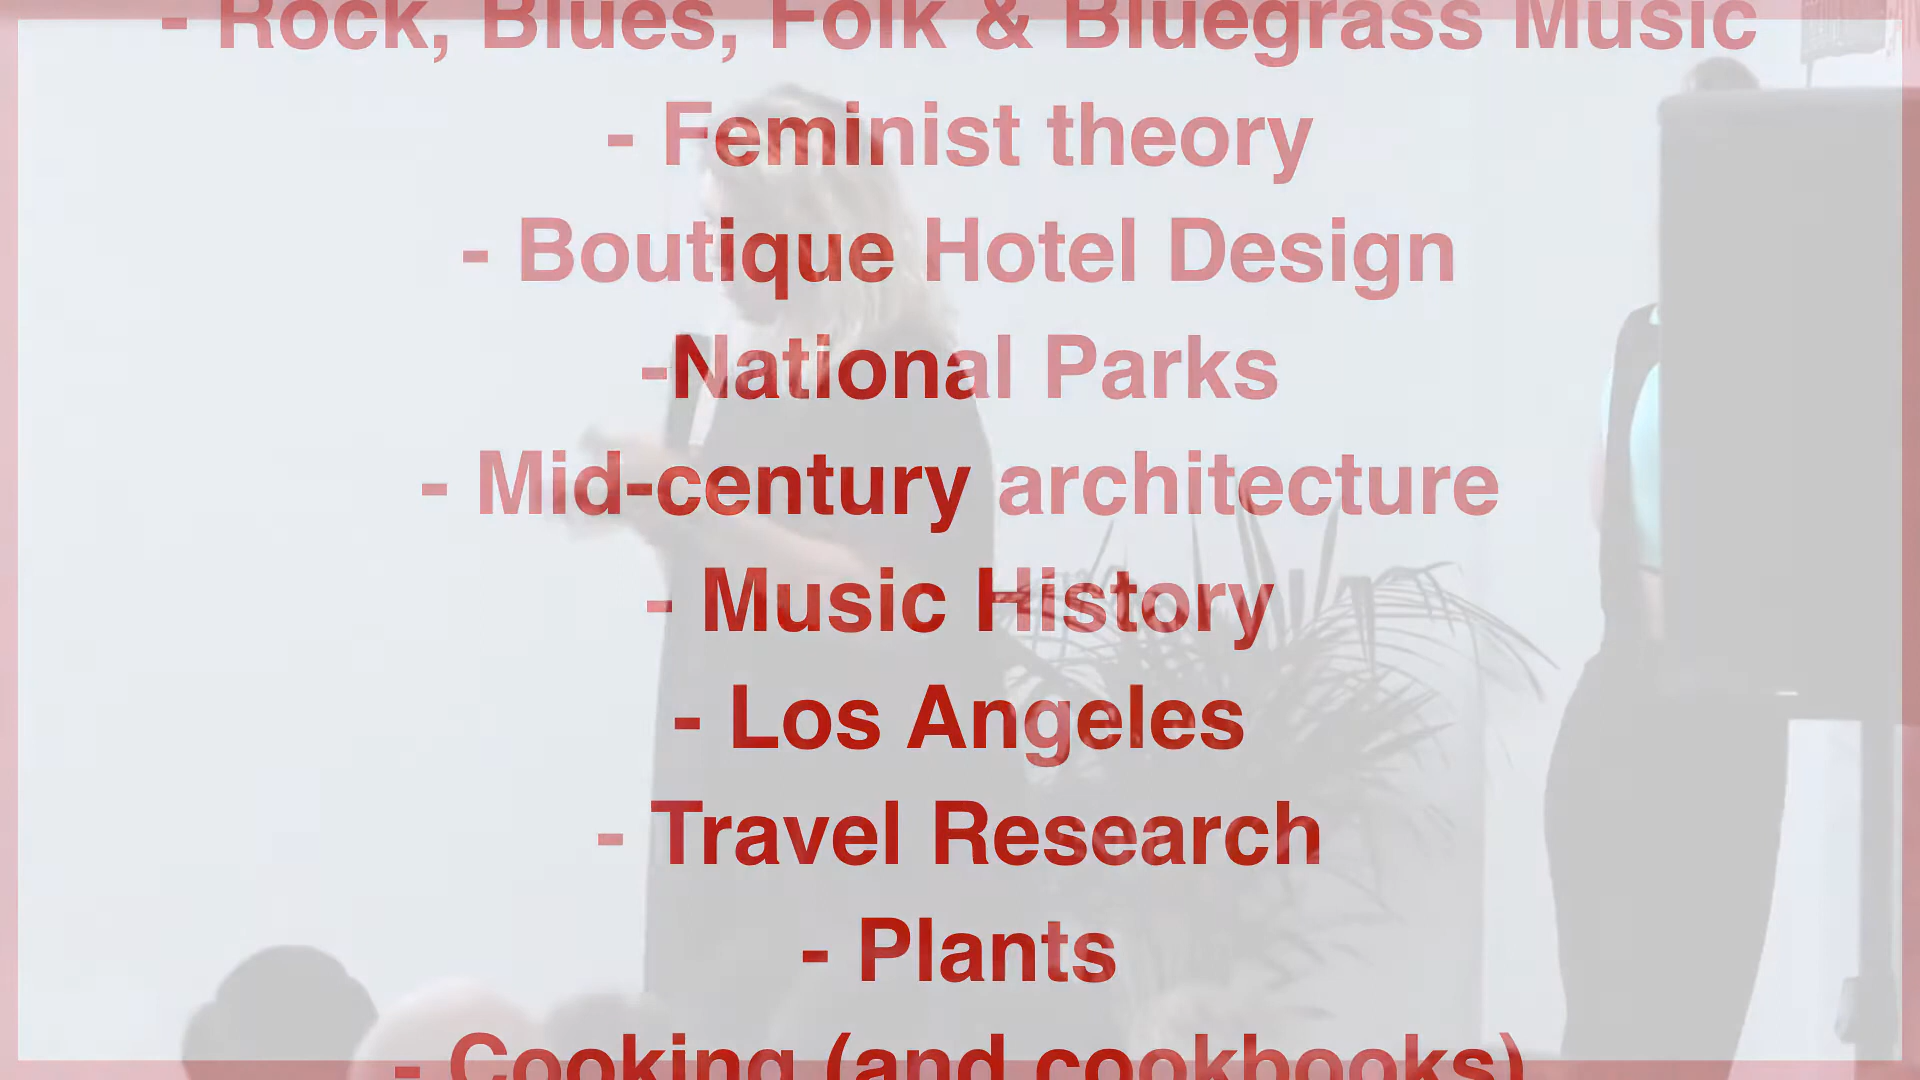 - Rock, Blues, Folk & Bluegrass Music
- Feminist theory
- Boutique Hotel Design
-National Parks
- Mid-century architecture
- Music History
- Los Angeles
- Travel Research
- Plants
- Cooking (and cookbooks)